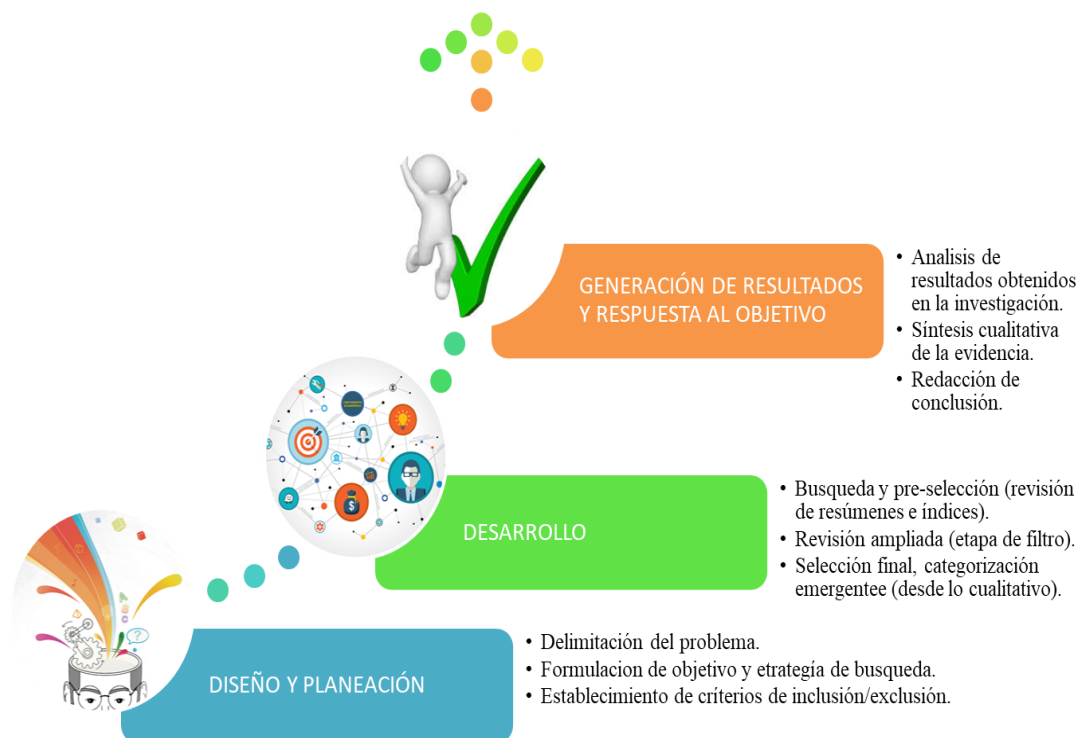 GENERACIÓN DE RESULTADOS
Y RESPUESTA AL OBJETIVO
• Analisis de
resultados obtenidos
en la investigación.
• Síntesis cualitativa
de la evidencia.
• Redacción de
conclusión.
DESARROLLO
• Busqueda y pre-selección (revisión
de resúmenes e índices).
• Revisión ampliada (etapa de filtro).
• Selección final, categorización
emergentee (desde lo cualitativo).
DISEÑO Y PLANEACIÓN
• Delimitación del problema.
• Formulacion de objetivo y etrategía de busqueda.
• Establecimiento de críterios de inclusión/exclusión.